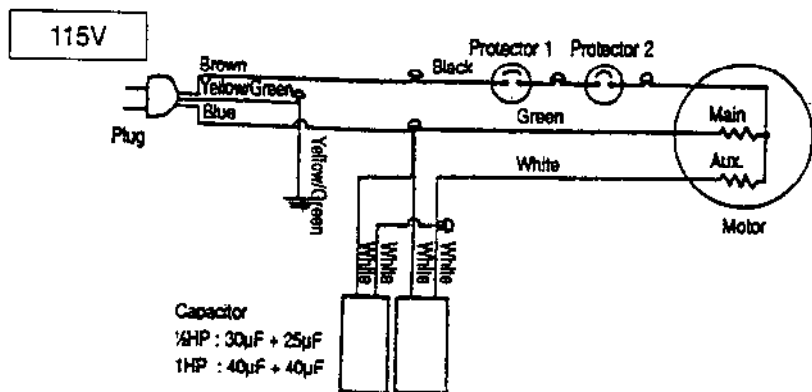 115V
Protector 1 Protector 2
Brown
Black
Yellow/Green
Blue
Plug
Green
Main
Yellow/Green
White
Aux.
Motor
White
White
White
White
Capacitor
½HP : 30µF + 25µF
1HP : 40µF + 40µF